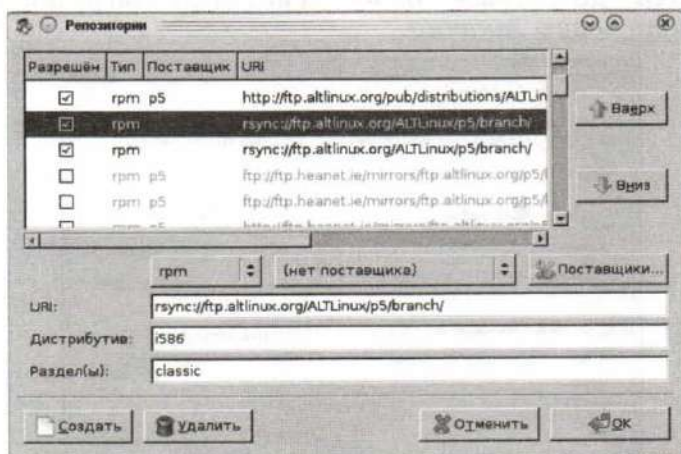 Репозитории
Разрешён Тип Поставщик URI
rpm p5 http://ftp.altlinux.org/pub/distributions/ALTLin
rpm rsync://ftp.altlinux.org/ALTLinux/p5/branch/
rpm rsync://ftp.altlinux.org/ALTLinux/p5/branch/
rpm p5 ftp://ftp.heanet.ie/mirrors/ftp.altlinux.org/p5/
rpm p5 ftp://ftp.heanet.ie/mirrors/ftp.altlinux.org/p5/
Вверх
Вниз
rpm (нет поставщика) Поставщики...
URI: rsync://ftp.altlinux.org/ALTLinux/p5/branch/
Дистрибутив: i586
Раздел(ы): classic
Создать Удалить Отменить OK